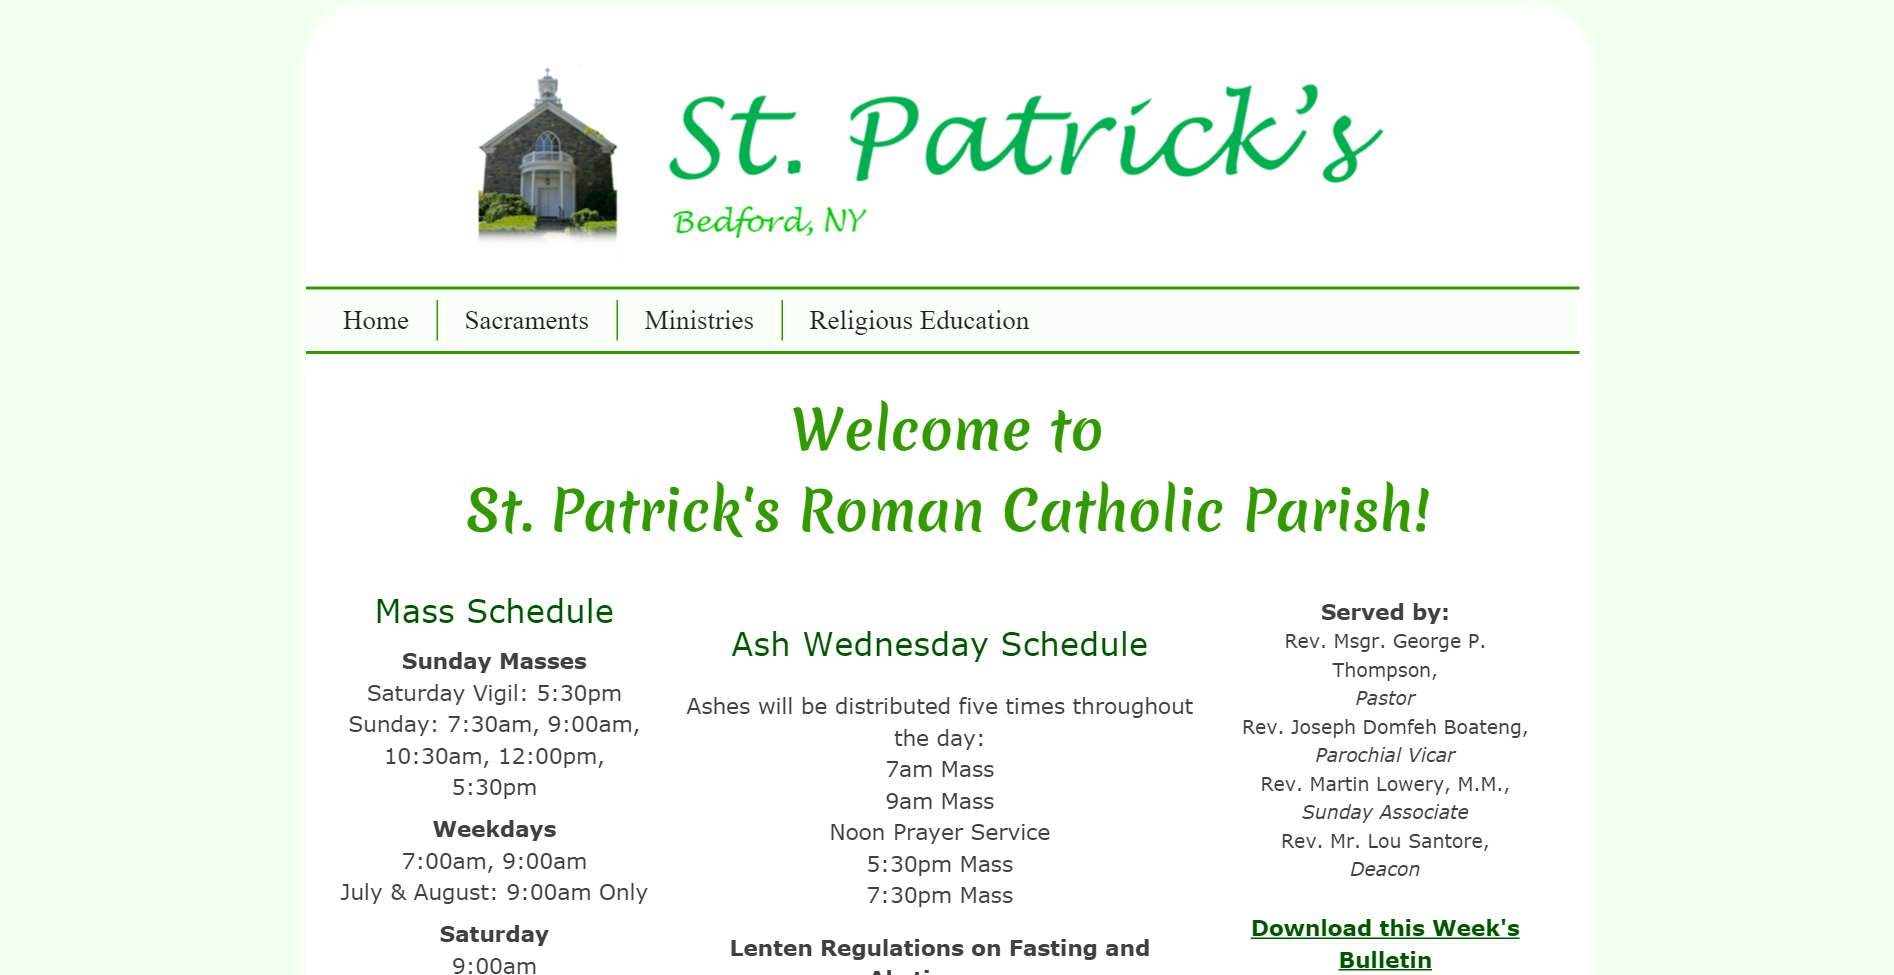 St. Patrick's
Bedford, NY
Home
Sacraments
Ministries
Religious Education
Welcome to
St. Patrick's Roman Catholic Parish!
Mass Schedule
Sunday Masses
Saturday Vigil: 5:30pm
Sunday: 7:30am, 9:00am,
10:30am, 12:00pm,
5:30pm
Weekdays
7:00am, 9:00am
July & August: 9:00am Only
Saturday
9:00am
Ash Wednesday Schedule
Ashes will be distributed five times throughout
the day:
7am Mass
9am Mass
Noon Prayer Service
5:30pm Mass
7:30pm Mass
Lenten Regulations on Fasting and
Served by:
Rev. Msgr. George P.
Thompson,
Pastor
Rev. Joseph Domfeh Boateng,
Parochial Vicar
Rev. Martin Lowery, M.M.,
Sunday Associate
Rev. Mr. Lou Santore,
Deacon
Download this Week's
Bulletin